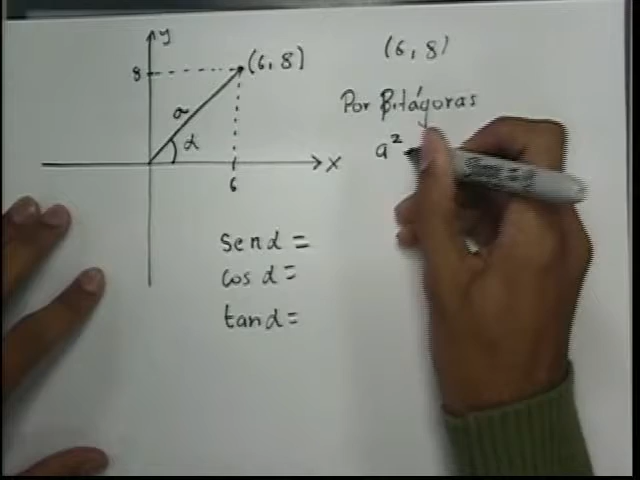 y
(6, 8)
(6, 8)
8
a
Por Pitágoras
α
a²
x
6
sen α =
cos α =
tan α =